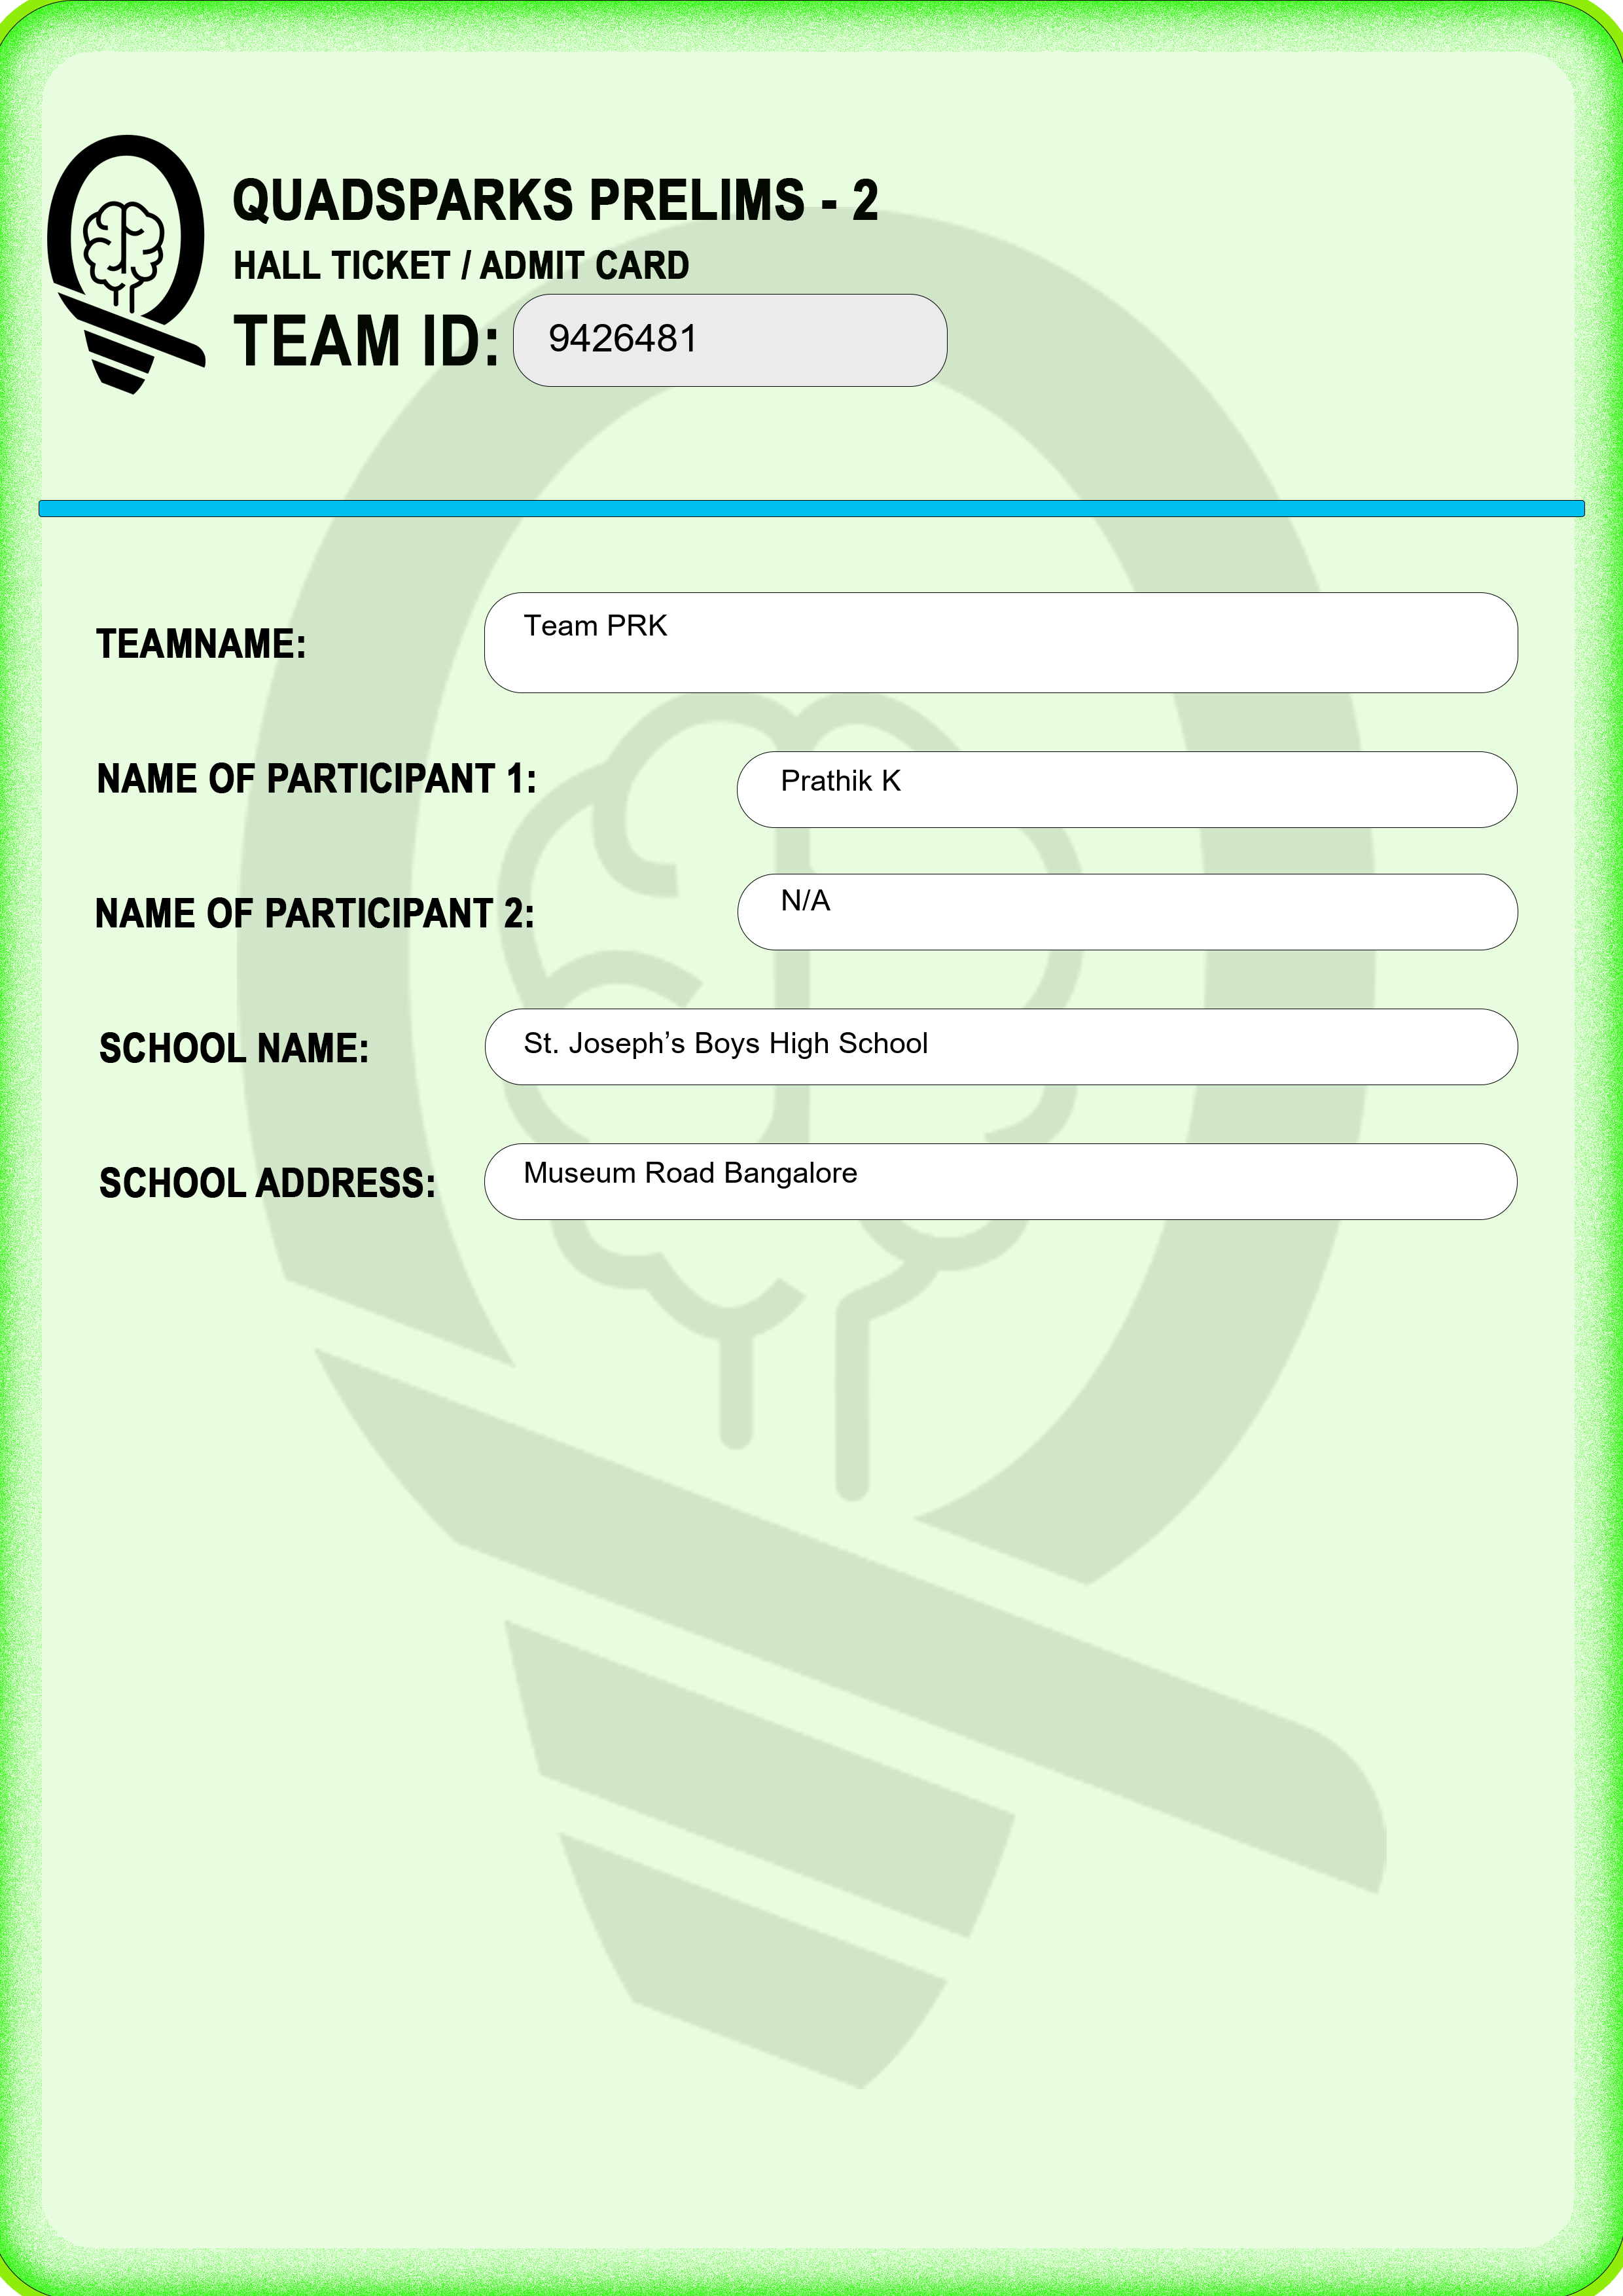 QUADSPARKS PRELIMS - 2
HALL TICKET / ADMIT CARD
TEAM ID: 9426481
TEAMNAME: Team PRK
NAME OF PARTICIPANT 1: Prathik K
NAME OF PARTICIPANT 2: N/A
SCHOOL NAME: St. Joseph’s Boys High School
SCHOOL ADDRESS: Museum Road Bangalore